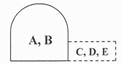 A, B
C, D, E